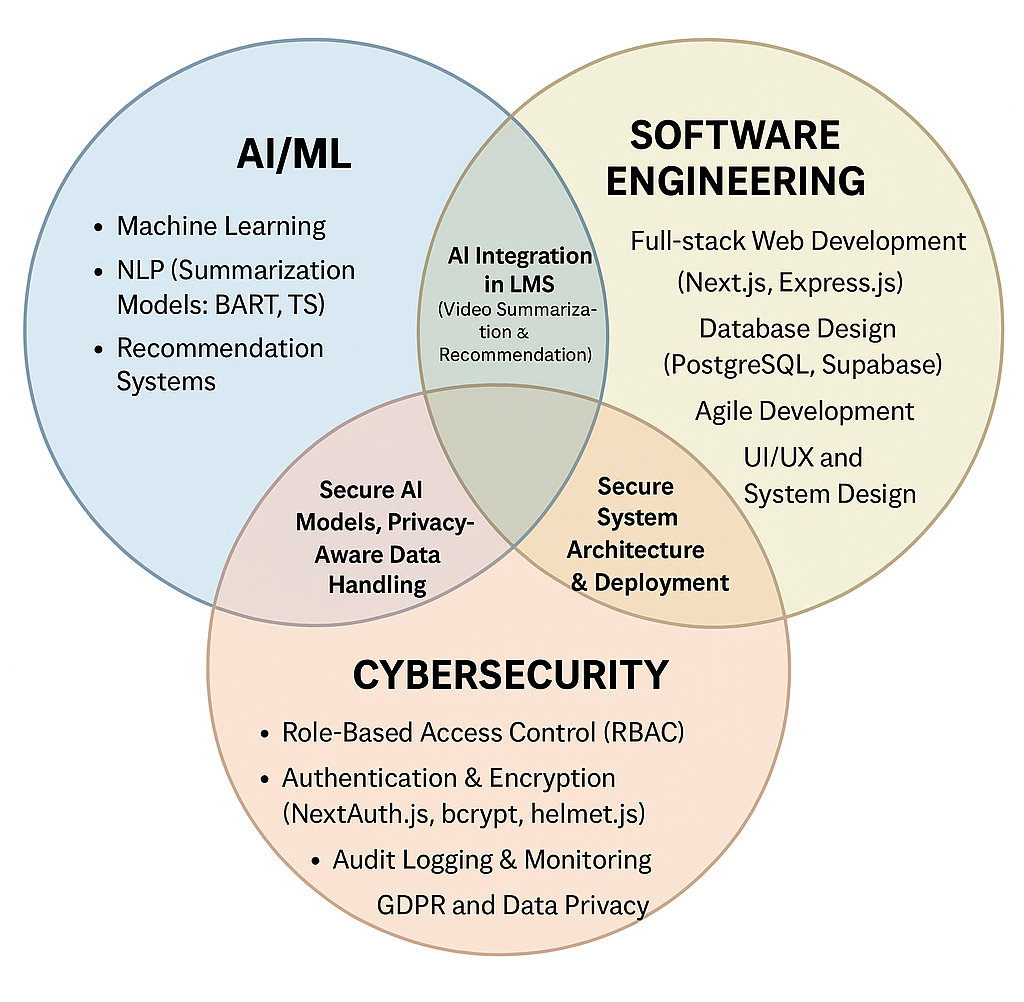 AI/ML
• Machine Learning
• NLP (Summarization
Models: BART, TS)
• Recommendation
Systems
SOFTWARE
ENGINEERING
Full-stack Web Development
(Next.js, Express.js)
Database Design
(PostgreSQL, Supabase)
Agile Development
UI/UX and
System Design
AI Integration
in LMS
(Video Summariza-
tion &
Recommendation)
Secure AI
Models, Privacy-
Aware Data
Handling
Secure
System
Architecture
& Deployment
CYBERSECURITY
• Role-Based Access Control (RBAC)
• Authentication & Encryption
(NextAuth.js, bcrypt, helmet.js)
• Audit Logging & Monitoring
GDPR and Data Privacy